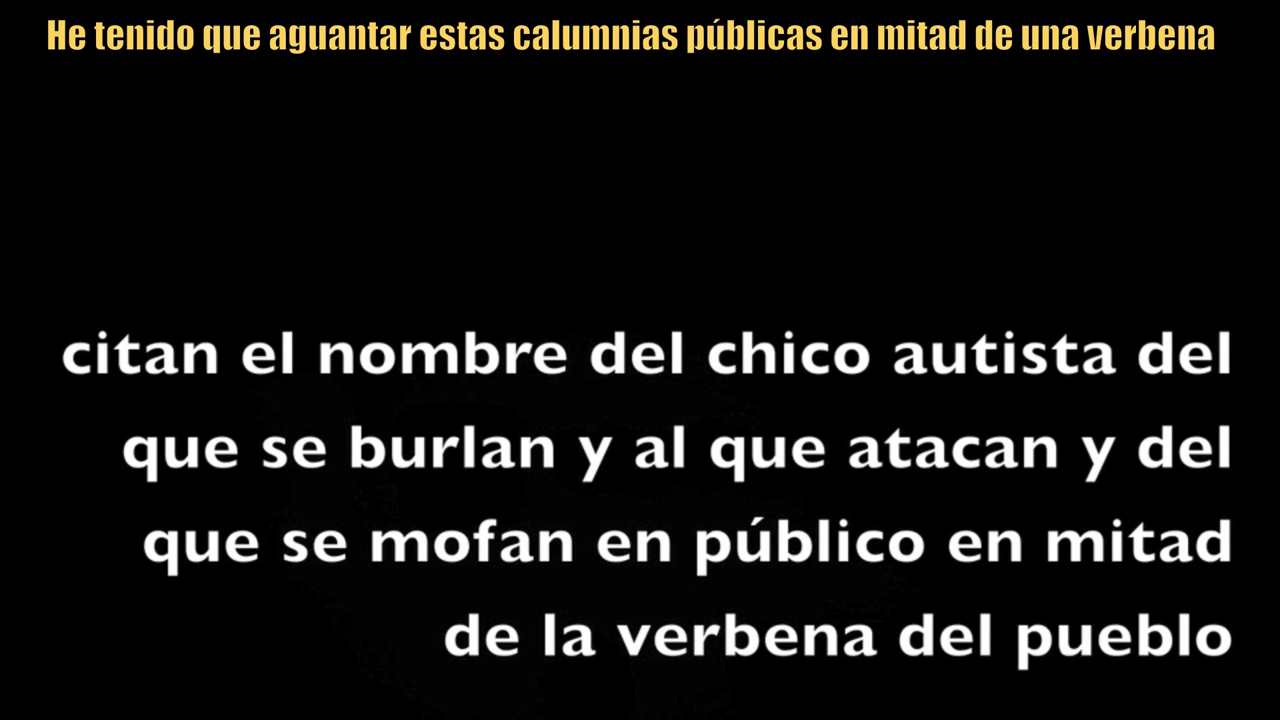 He tenido que aguantar estas calumnias públicas en mitad de una verbena
citan el nombre del chico autista del
que se burlan y al que atacan y del
que se mofan en público en mitad
de la verbena del pueblo